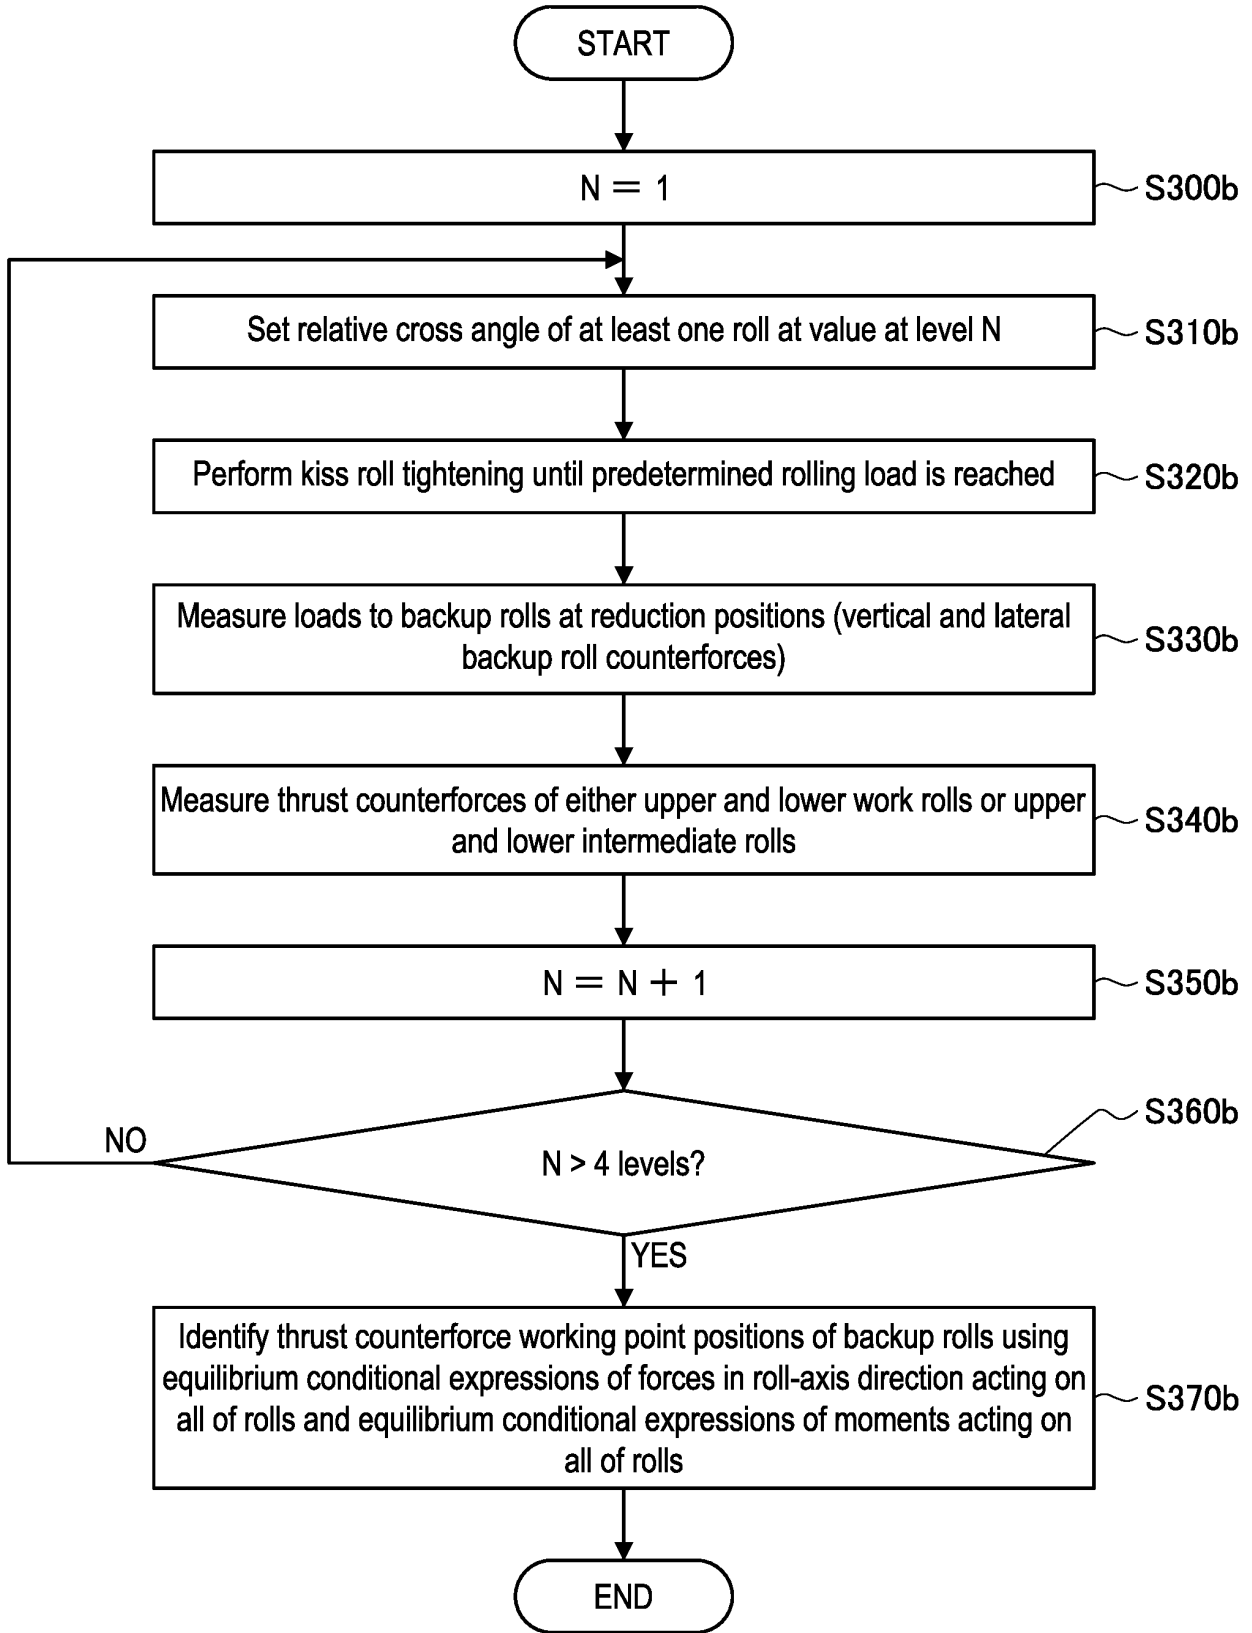 START
N = 1
S300b
Set relative cross angle of at least one roll at value at level N
S310b
Perform kiss roll tightening until predetermined rolling load is reached
S320b
Measure loads to backup rolls at reduction positions (vertical and lateral
backup roll counterforces)
S330b
Measure thrust counterforces of either upper and lower work rolls or upper
and lower intermediate rolls
S340b
N = N + 1
S350b
N > 4 levels?
S360b
NO
YES
Identify thrust counterforce working point positions of backup rolls using
equilibrium conditional expressions of forces in roll-axis direction acting on
all of rolls and equilibrium conditional expressions of moments acting on
all of rolls
S370b
END